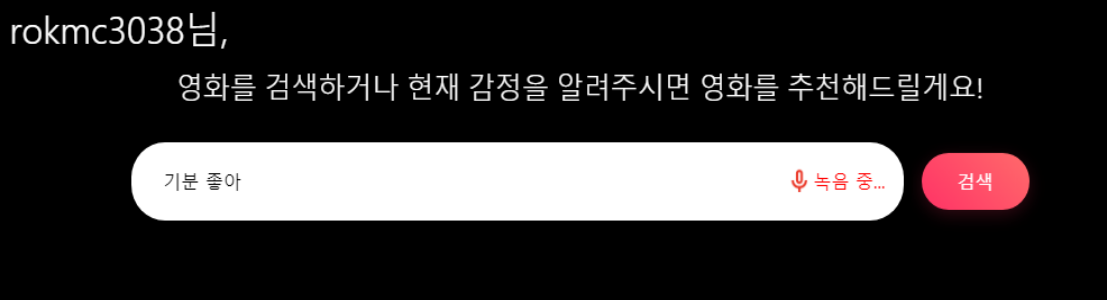 rokmc3038님,
영화를 검색하거나 현재 감정을 알려주시면 영화를 추천해드릴게요!
기분 좋아 녹음 중... 검색